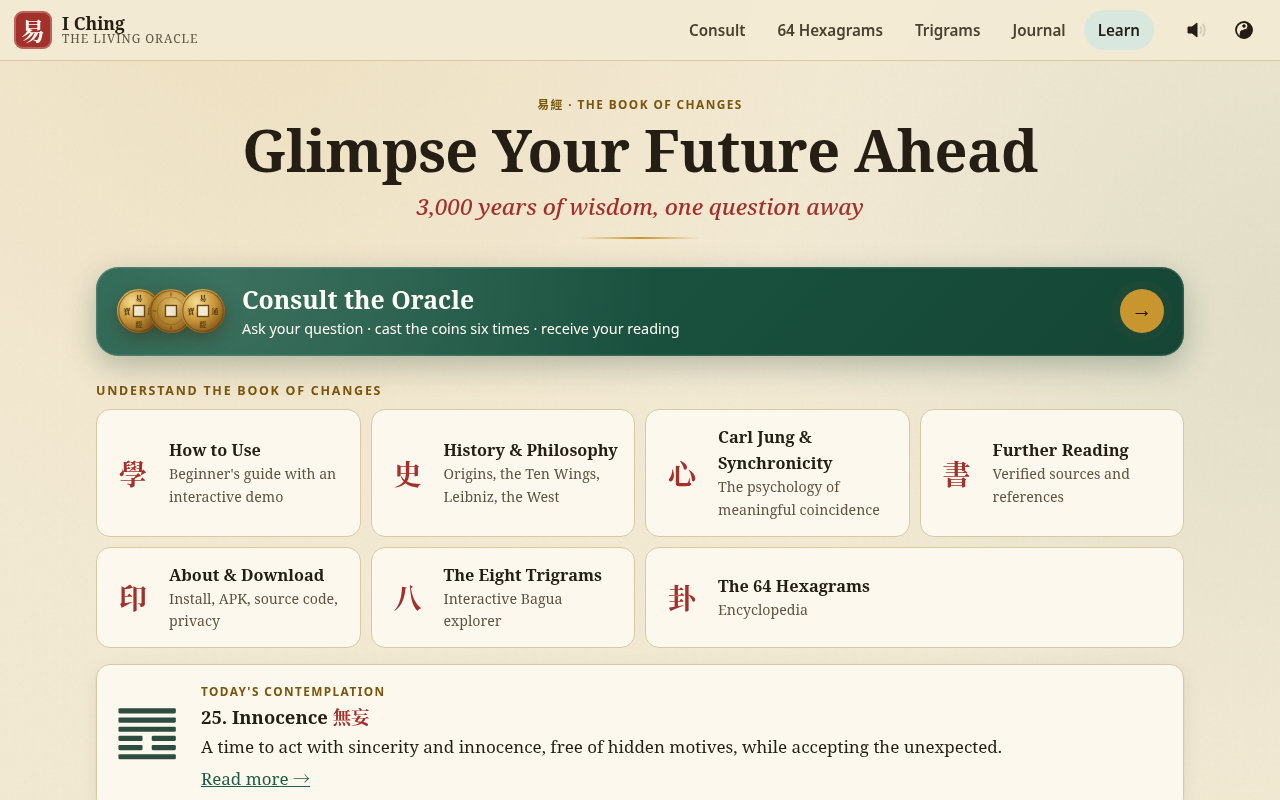 易
I Ching
THE LIVING ORACLE
Consult
64 Hexagrams
Trigrams
Journal
Learn
易經 · THE BOOK OF CHANGES
Glimpse Your Future Ahead
3,000 years of wisdom, one question away
Consult the Oracle
Ask your question · cast the coins six times · receive your reading
→
UNDERSTAND THE BOOK OF CHANGES
學
How to Use
Beginner's guide with an
interactive demo
史
History & Philosophy
Origins, the Ten Wings,
Leibniz, the West
心
Carl Jung &
Synchronicity
The psychology of
meaningful coincidence
書
Further Reading
Verified sources and
references
印
About & Download
Install, APK, source code,
privacy
八
The Eight Trigrams
Interactive Bagua
explorer
卦
The 64 Hexagrams
Encyclopedia
TODAY'S CONTEMPLATION
25. Innocence 無妄
A time to act with sincerity and innocence, free of hidden motives, while accepting the unexpected.
Read more →